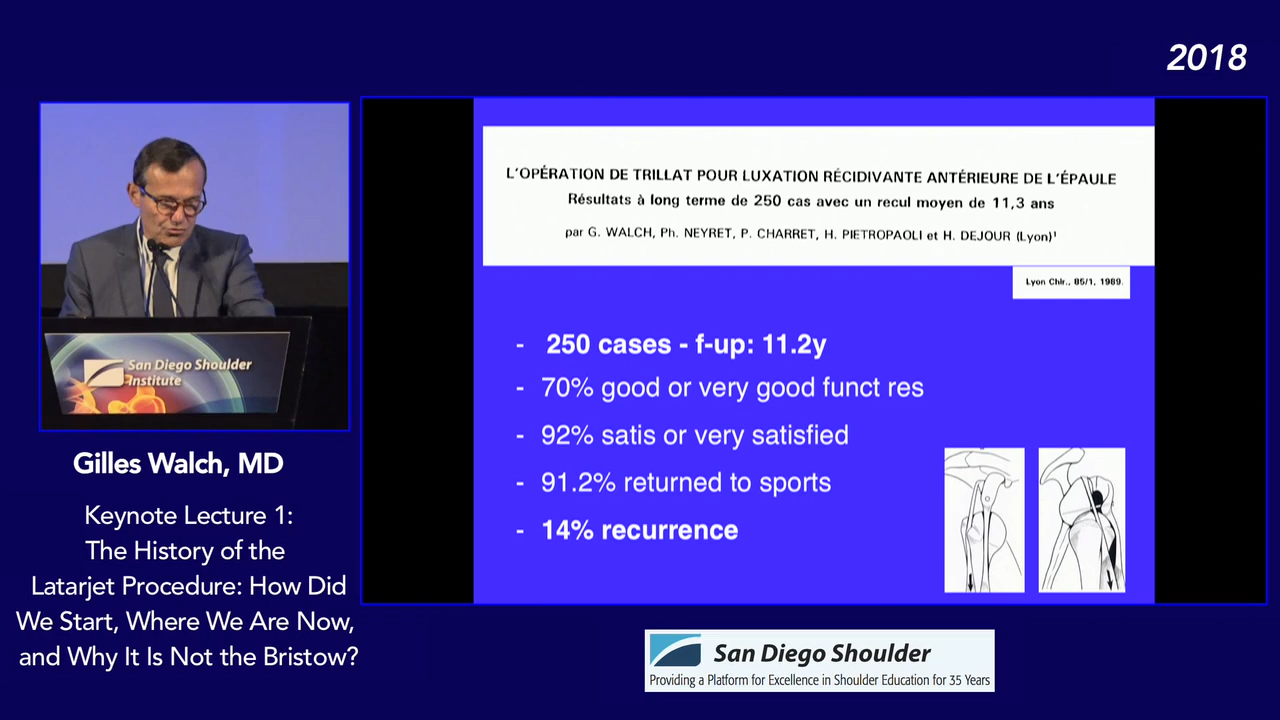 2018
San Diego Shoulder
Institute
Gilles Walch, MD
Keynote Lecture 1:
The History of the
Latarjet Procedure: How Did
We Start, Where We Are Now,
and Why It Is Not the Bristow?
L'OPÉRATION DE TRILLAT POUR LUXATION RÉCIDIVANTE ANTÉRIEURE DE L'ÉPAULE
Résultats à long terme de 250 cas avec un recul moyen de 11,3 ans
par G. WALCH, Ph. NEYRET, P. CHARRET, H. PIETROPAOLI et H. DEJOUR (Lyon)¹
Lyon Chir., 85/1, 1989.
- 250 cases - f-up: 11.2y
- 70% good or very good funct res
- 92% satis or very satisfied
- 91.2% returned to sports
- 14% recurrence
San Diego Shoulder
Providing a Platform for Excellence in Shoulder Education for 35 Years